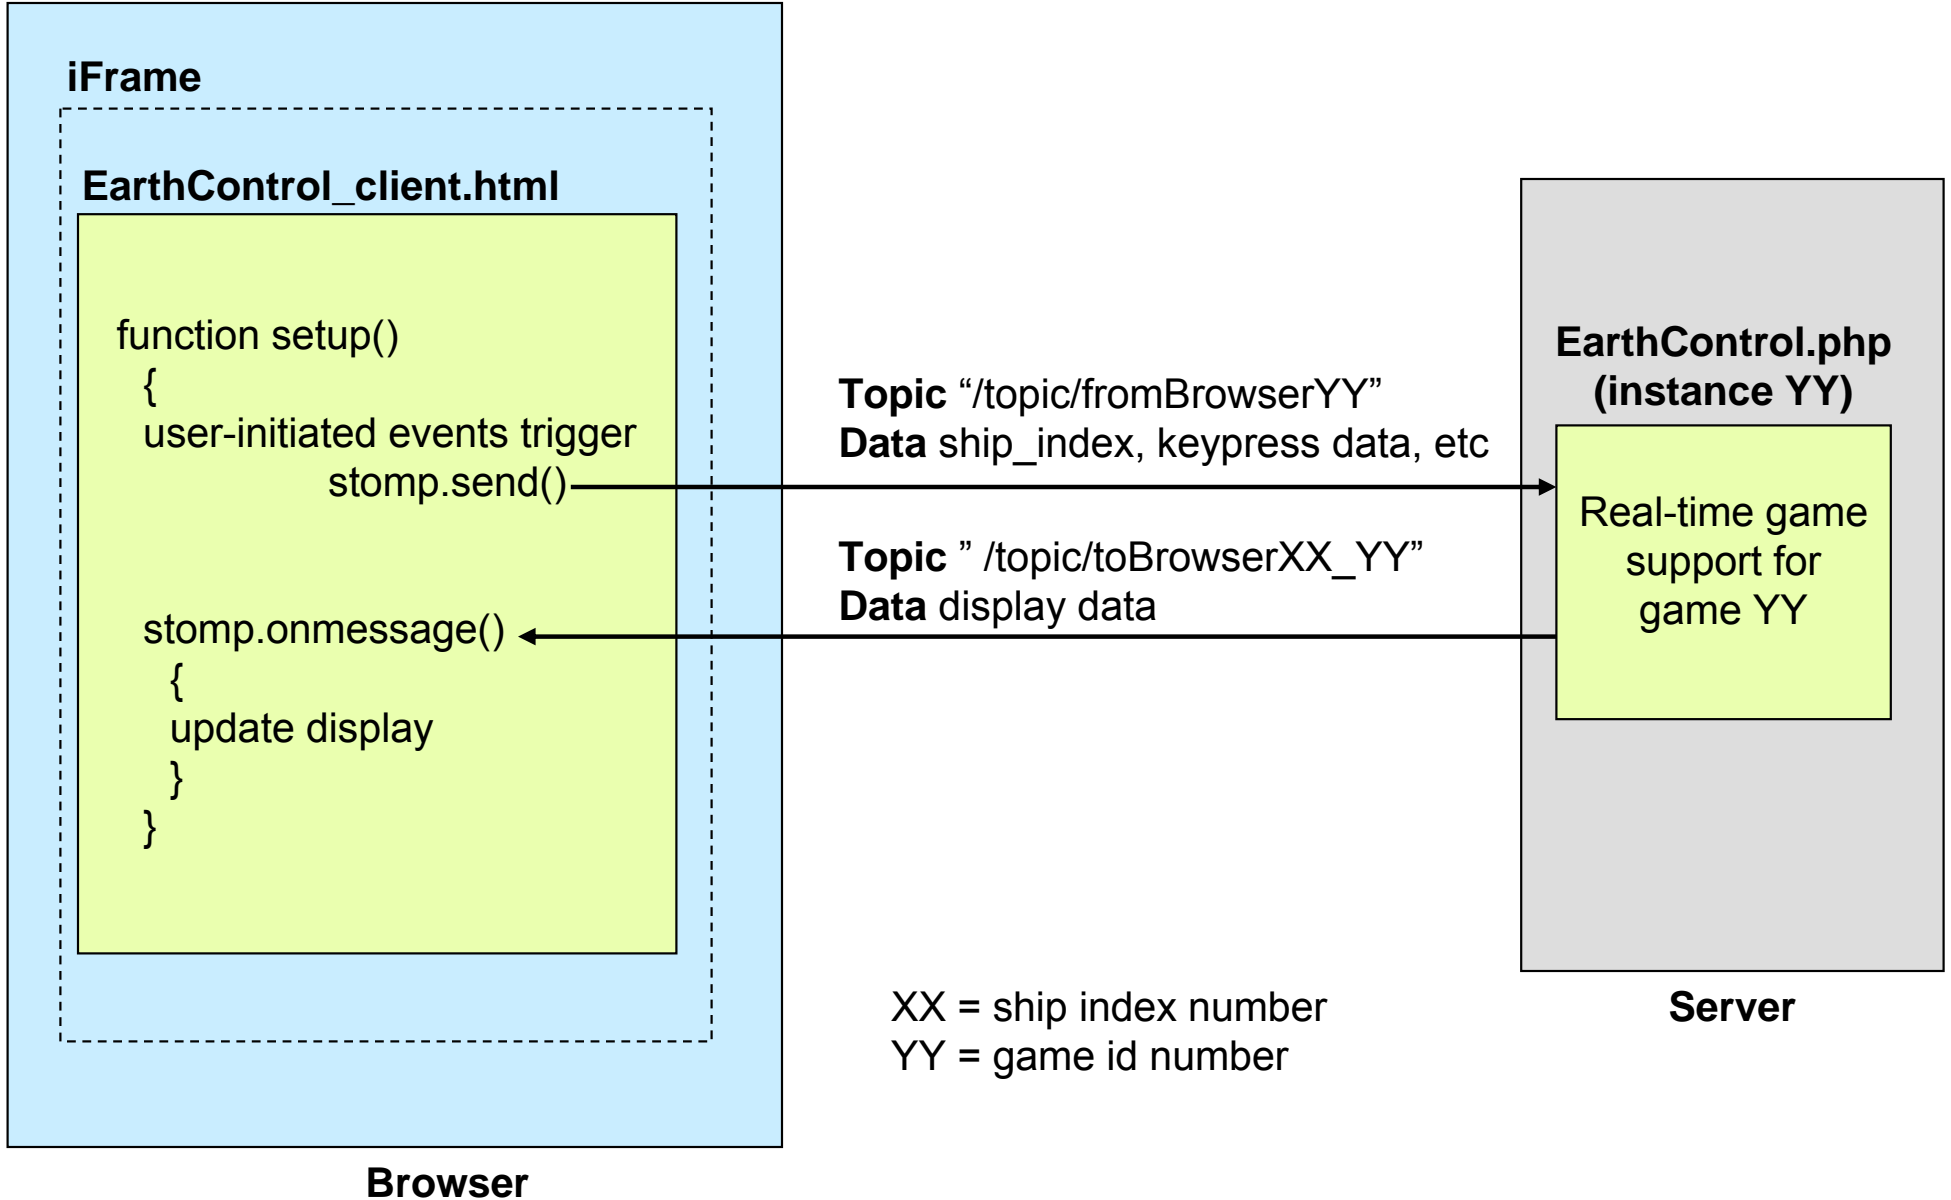 iFrame
EarthControl_client.html
function setup()
{
user-initiated events trigger
stomp.send()
stomp.onmessage()
{
update display
}
}
Browser
Topic “/topic/fromBrowserYY”
Data ship_index, keypress data, etc
Topic ” /topic/toBrowserXX_YY”
Data display data
XX = ship index number
YY = game id number
EarthControl.php
(instance YY)
Real-time game
support for
game YY
Server